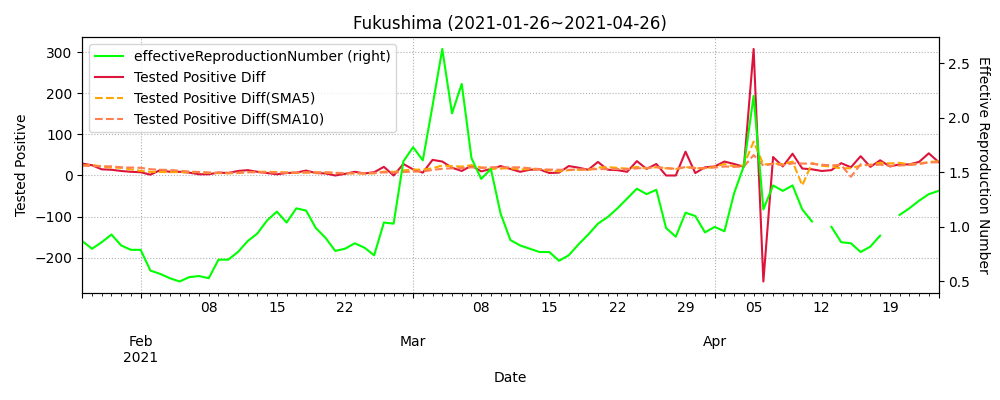 Fukushima (2021-01-26~2021-04-26)
effectiveReproductionNumber (right)
Tested Positive Diff
Tested Positive Diff(SMA5)
Tested Positive Diff(SMA10)
Tested Positive
300
200
100
0
−100
−200
2.5
2.0
1.5
1.0
0.5
Effective Reproduction Number
08 15 22 08 15 22 29 05 12 19
Feb Mar Apr
2021
Date